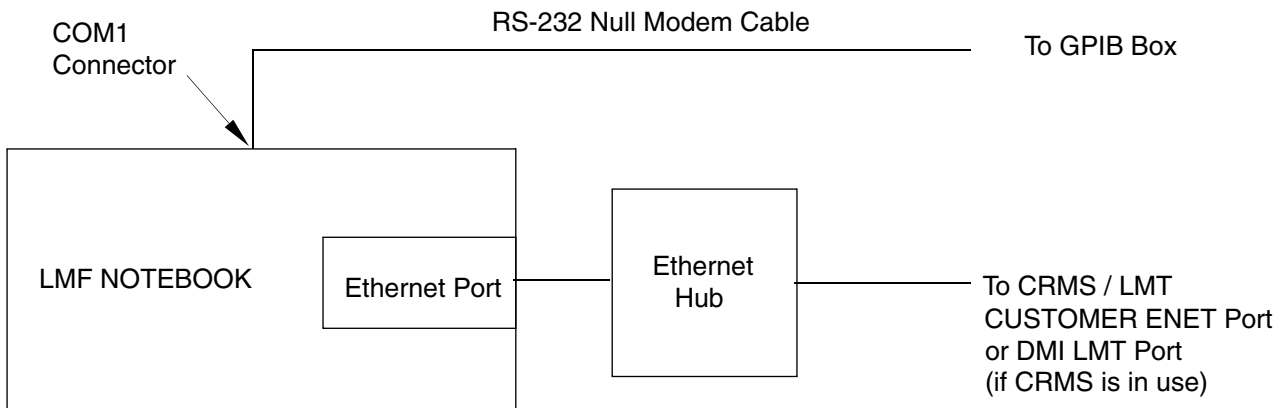 RS-232 Null Modem Cable
COM1
Connector
To GPIB Box
LMF NOTEBOOK
Ethernet Port
Ethernet
Hub
To CRMS / LMT
CUSTOMER ENET Port
or DMI LMT Port
(if CRMS is in use)